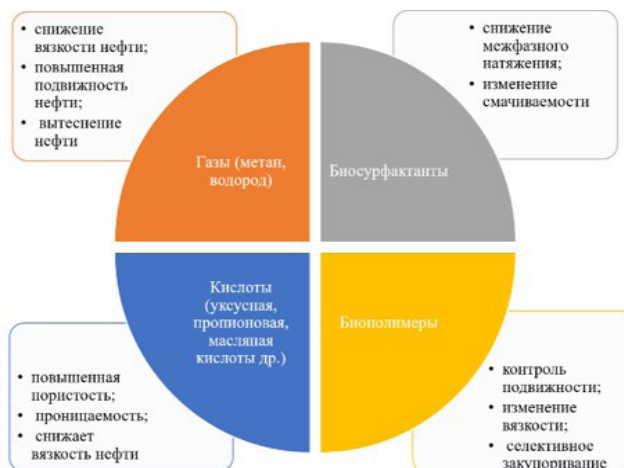 • снижение
вязкости нефти;
• повышенная
подвижность
нефти;
• вытеснение
нефти
• снижение
межфазного
натяжения;
• изменение
смачиваемости
Газы (метан,
водород)
Биосурфактанты
Кислоты
(уксусная,
пропионовая,
масляная
кислоты др.)
Биополимеры
• повышенная
пористость;
• проницаемость;
• снижает
вязкость нефти
• контроль
подвижности;
• изменение
вязкости;
• селективное
закупоривание